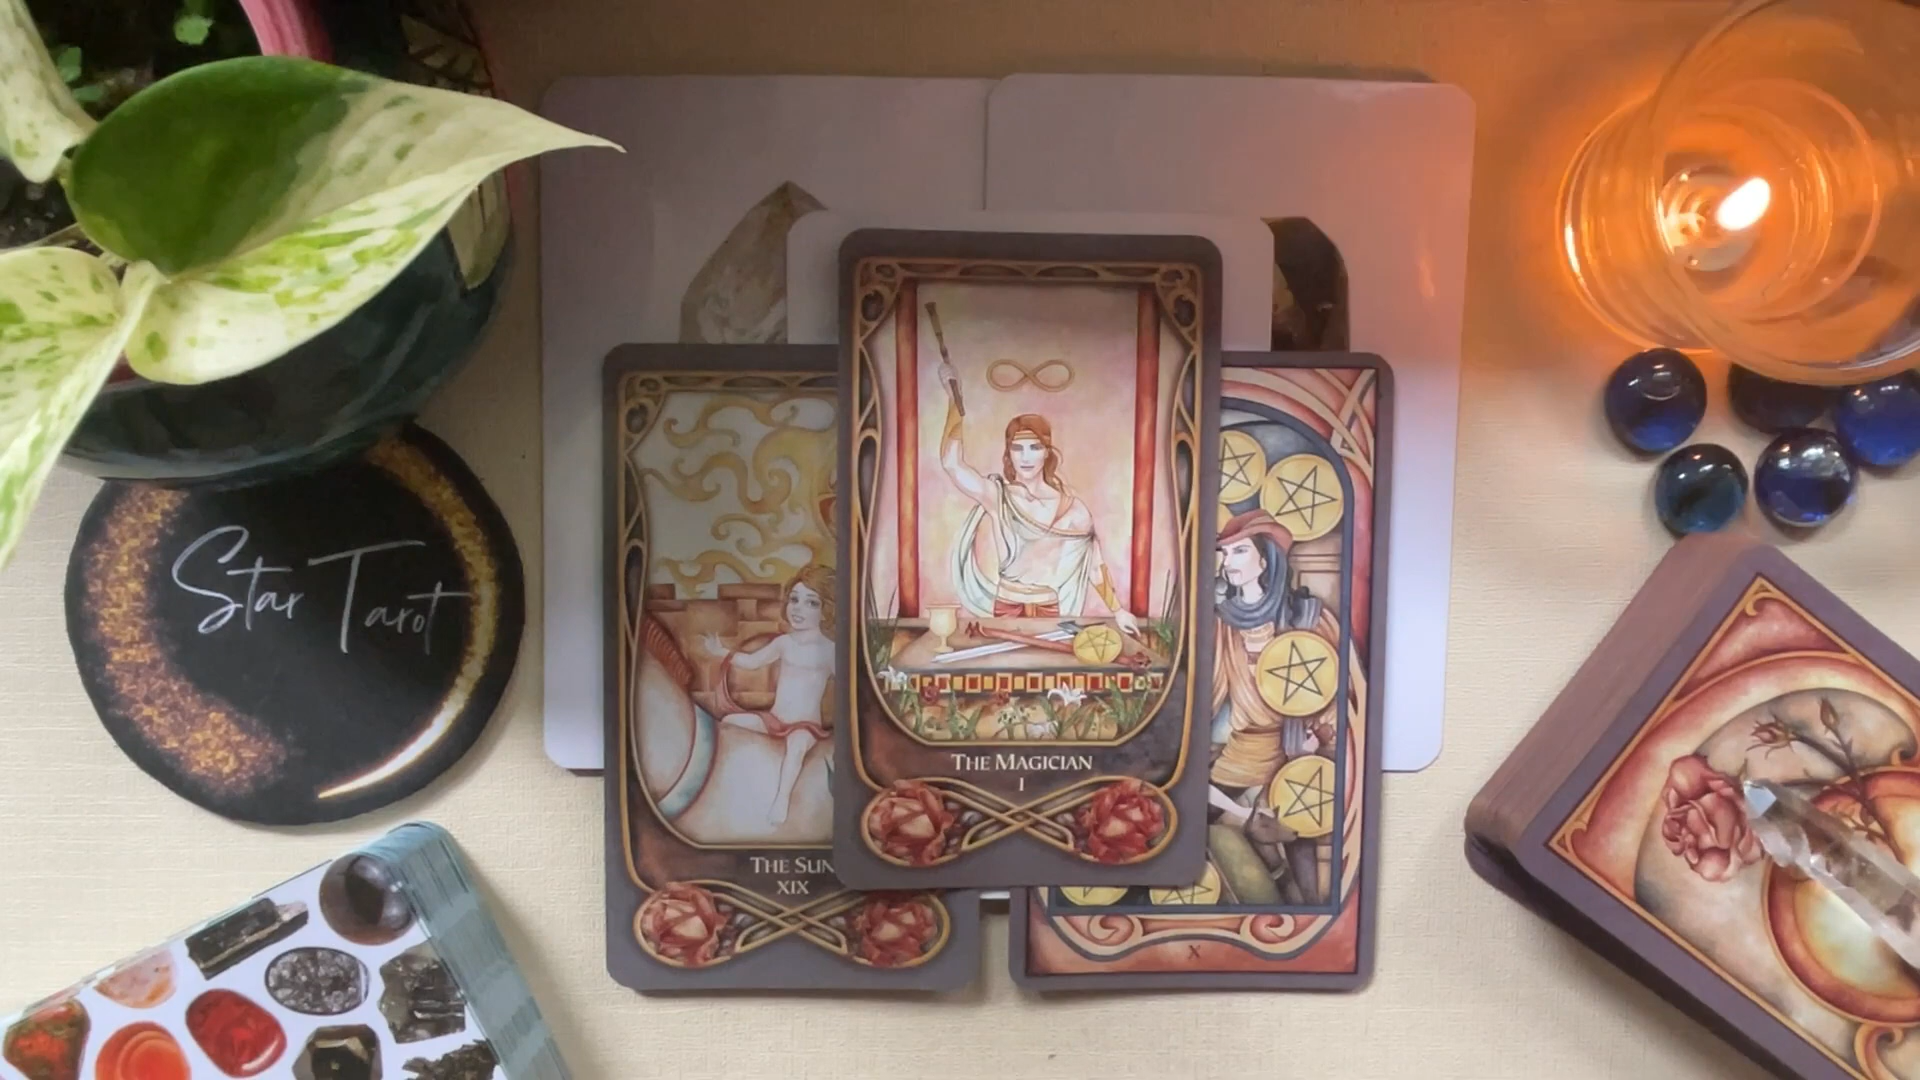 Star Tarot
THE MAGICIAN
I
THE SUN
XIX
X